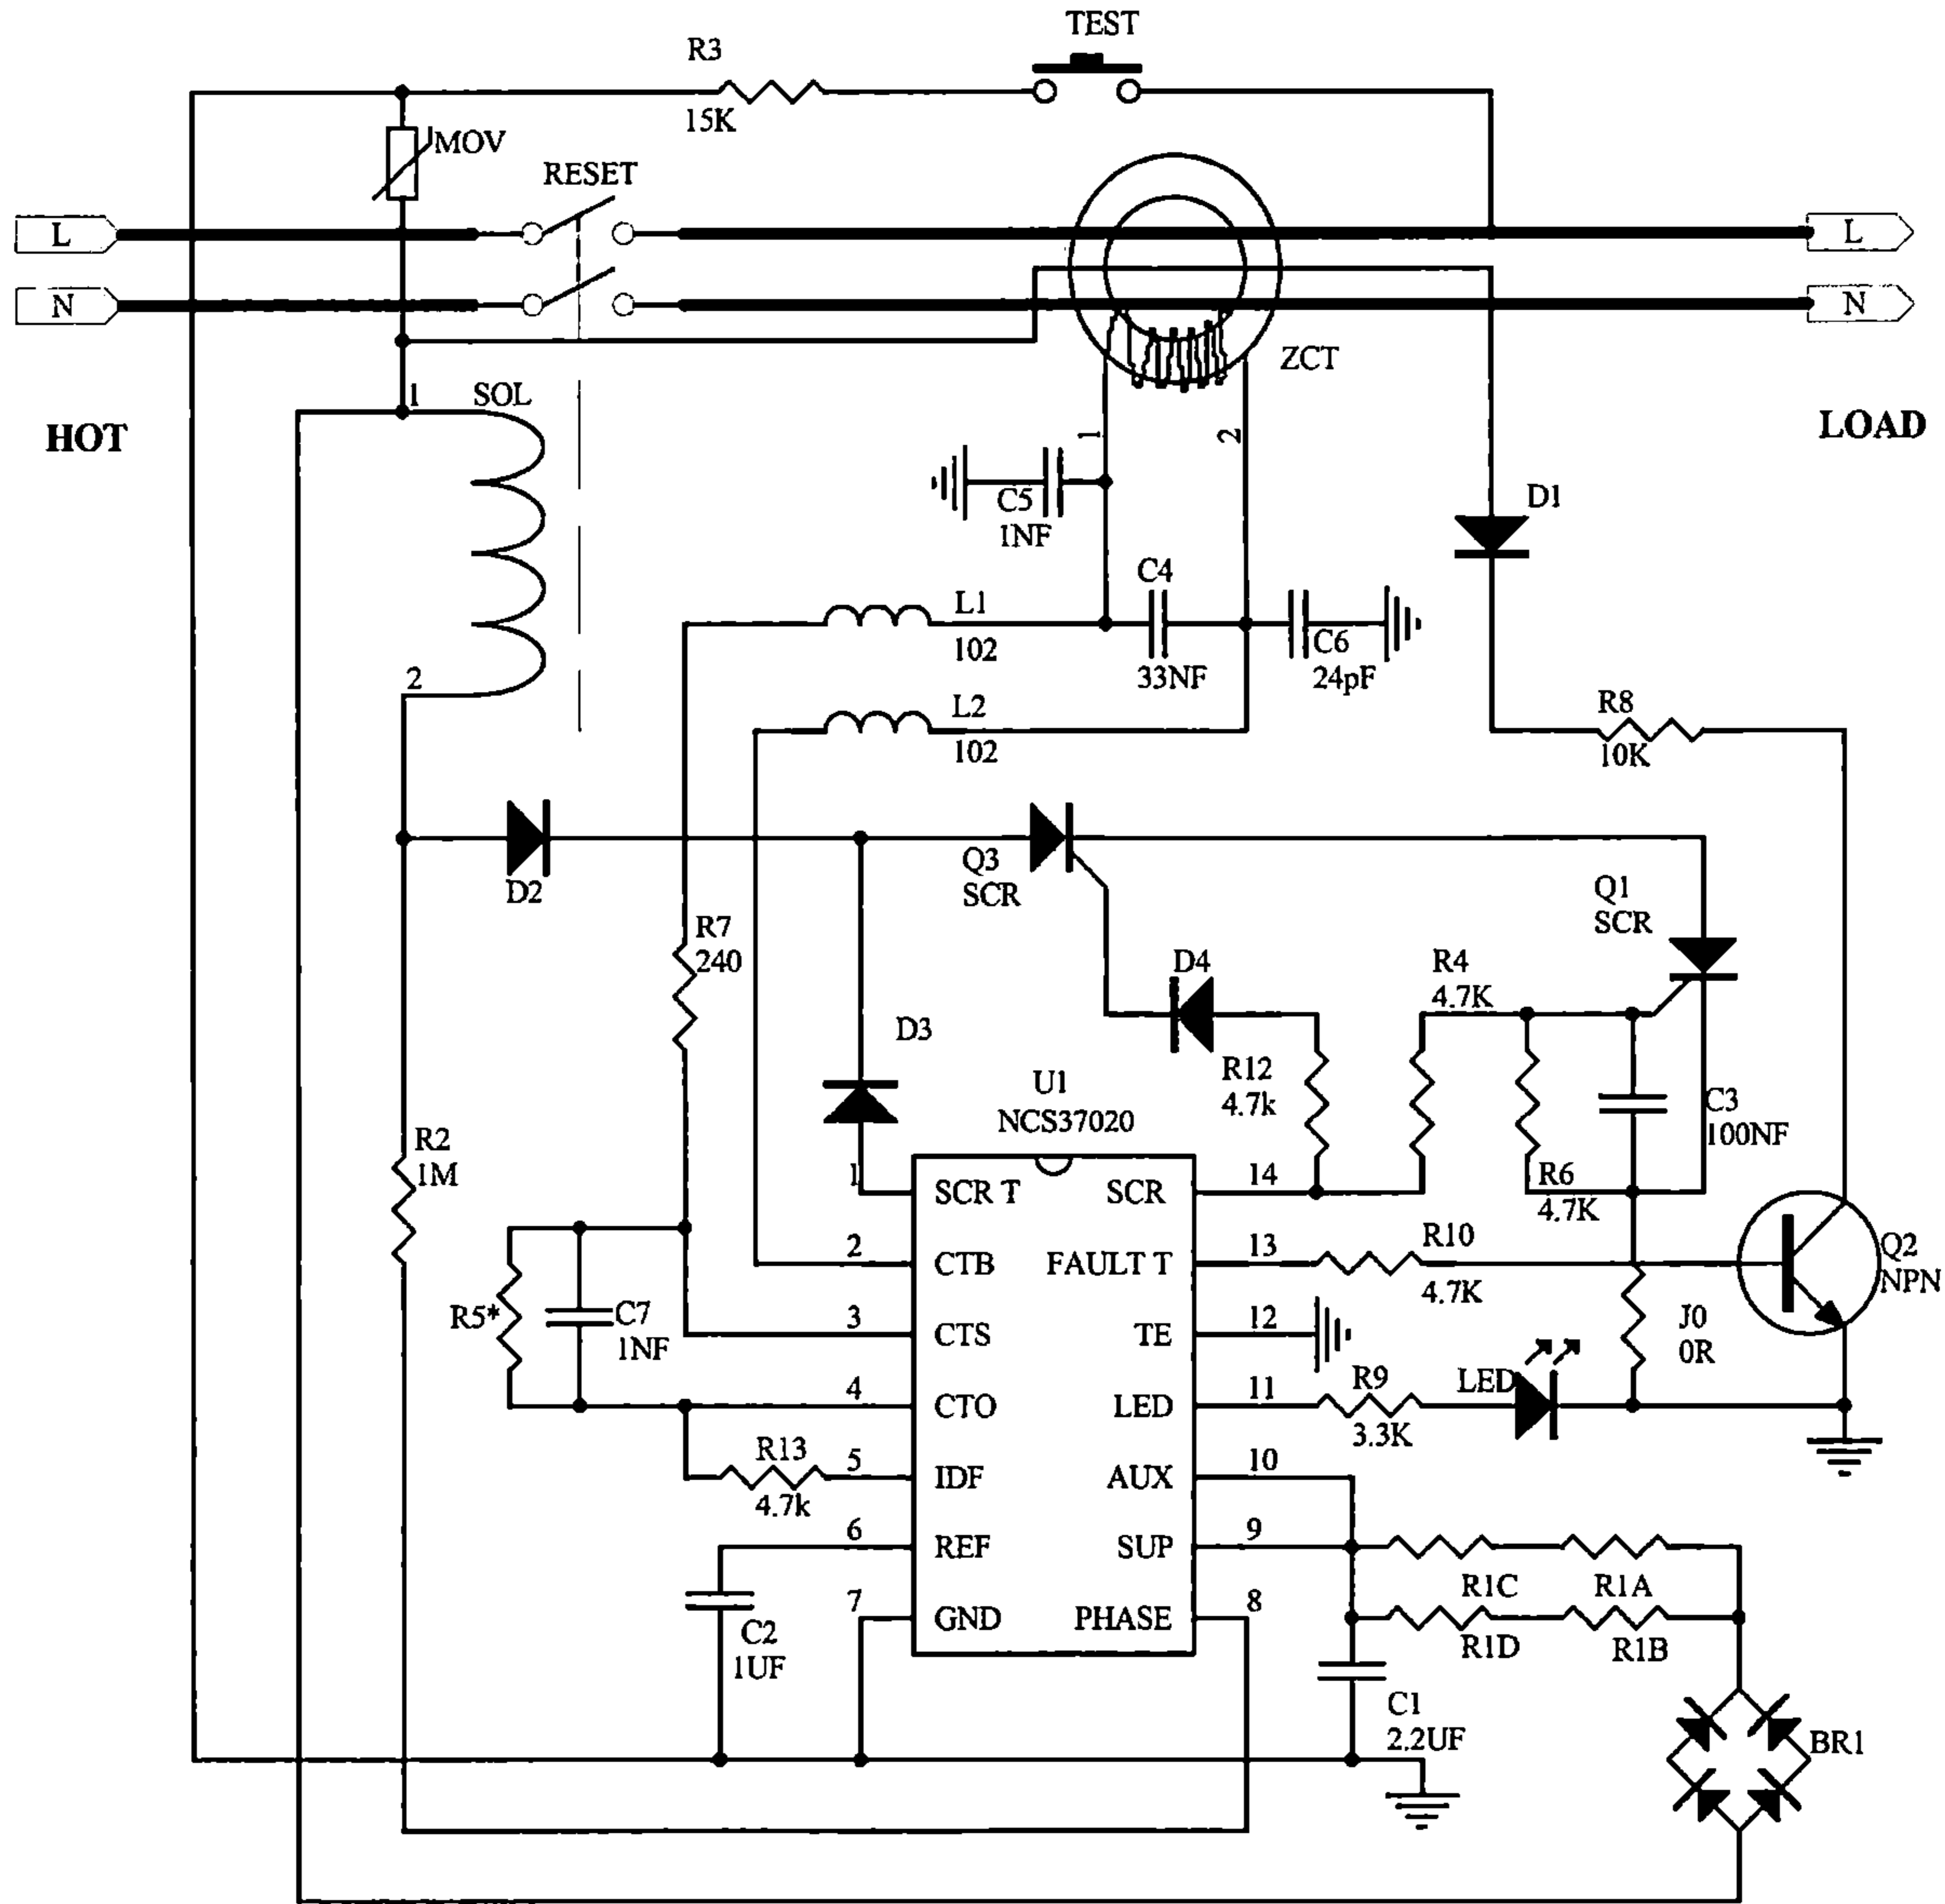 TEST
R3
15K
MOV
RESET
L
L
N
N
ZCT
1
SOL
HOT
LOAD
1
2
C5
1NF
D1
C4
L1
102
33NF
C6
24pF
2
L2
102
R8
10K
D2
Q3
SCR
Q1
SCR
R7
240
D4
R4
4.7K
D3
R12
4.7k
U1
NCS37020
C3
100NF
R2
1M
1
SCR T
SCR
14
R6
4.7K
2
CTB
FAULT T
13
R10
4.7K
Q2
NPN
R5*
C7
1NF
3
CTS
TE
12
J0
0R
4
CTO
LED
11
R9
3.3K
LED
R13
4.7k
5
IDF
AUX
10
6
REF
SUP
9
R1C
R1A
7
GND
PHASE
8
R1D
R1B
C2
1UF
C1
2.2UF
BR1